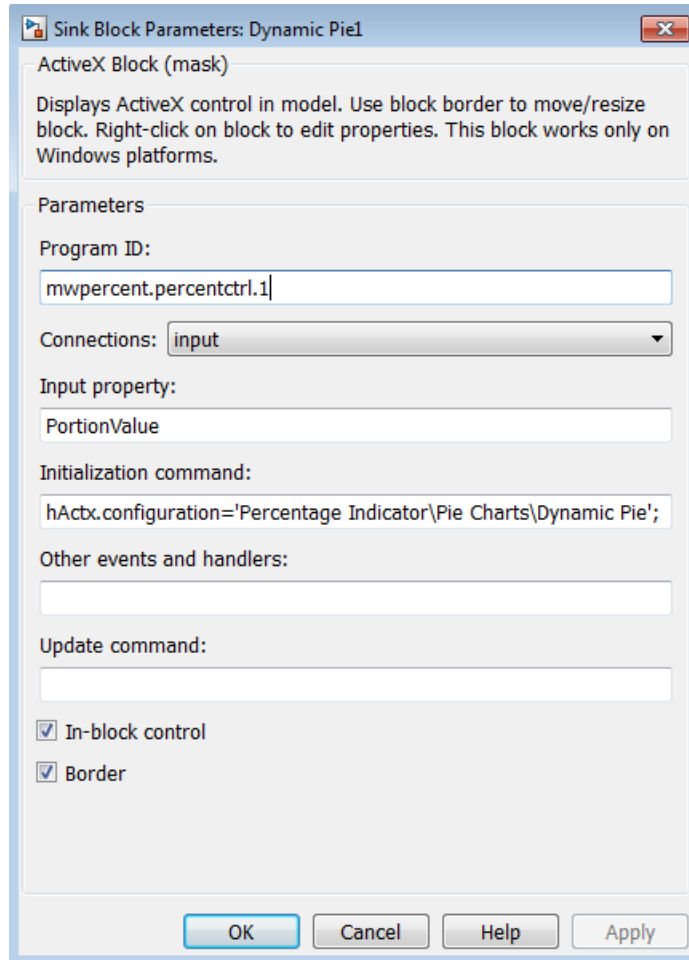 Sink Block Parameters: Dynamic Pie1
ActiveX Block (mask)
Displays ActiveX control in model. Use block border to move/resize
block. Right-click on block to edit properties. This block works only on
Windows platforms.
Parameters
Program ID:
mwpercent.percentctrl.1
Connections: input
Input property:
PortionValue
Initialization command:
hActx.configuration='Percentage Indicator\Pie Charts\Dynamic Pie';
Other events and handlers:
Update command:
In-block control
Border
OK Cancel Help Apply